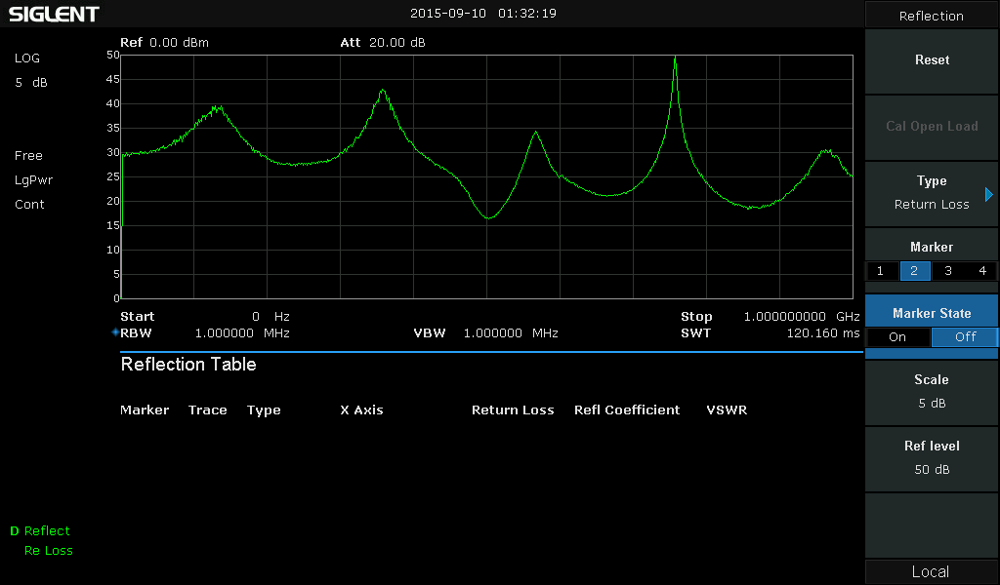 SIGLENT
2015-09-10 01:32:19
Reflection
Ref 0.00 dBm Att 20.00 dB
LOG
5 dB
Free
LgPwr
Cont
50
45
40
35
30
25
20
15
10
5
0
Start 0 Hz Stop 1.000000000 GHz
RBW 1.000000 MHz VBW 1.000000 MHz SWT 120.160 ms
Reflection Table
Marker Trace Type X Axis Return Loss Refl Coefficient VSWR
D Reflect
Re Loss
Reset
Cal Open Load
Type
Return Loss
Marker
1 2 3 4
Marker State
On Off
Scale
5 dB
Ref level
50 dB
Local